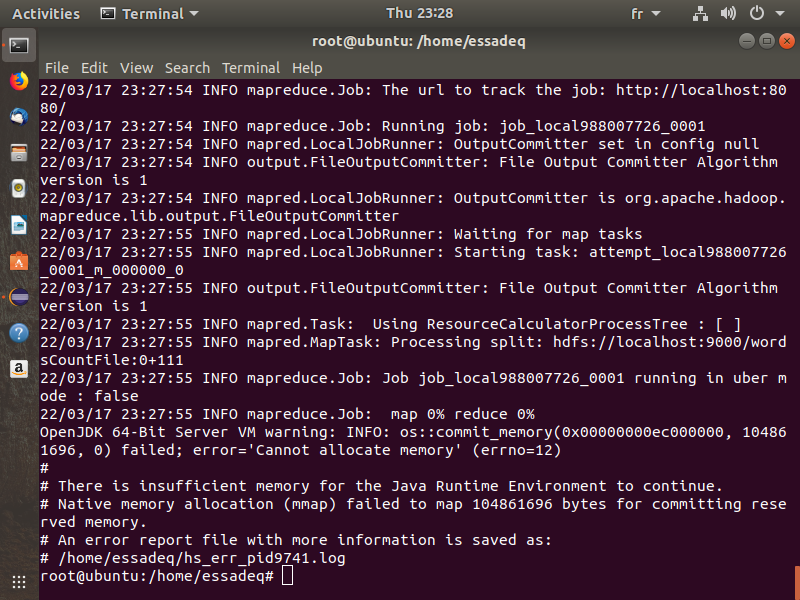 Activities Terminal Thu 23:28 fr
root@ubuntu: /home/essadeq
File Edit View Search Terminal Help
22/03/17 23:27:54 INFO mapreduce.Job: The url to track the job: http://localhost:80
80/
22/03/17 23:27:54 INFO mapreduce.Job: Running job: job_local988007726_0001
22/03/17 23:27:54 INFO mapred.LocalJobRunner: OutputCommitter set in config null
22/03/17 23:27:54 INFO output.FileOutputCommitter: File Output Committer Algorithm
version is 1
22/03/17 23:27:54 INFO mapred.LocalJobRunner: OutputCommitter is org.apache.hadoop.
mapreduce.lib.output.FileOutputCommitter
22/03/17 23:27:55 INFO mapred.LocalJobRunner: Waiting for map tasks
22/03/17 23:27:55 INFO mapred.LocalJobRunner: Starting task: attempt_local988007726
_0001_m_000000_0
22/03/17 23:27:55 INFO output.FileOutputCommitter: File Output Committer Algorithm
version is 1
22/03/17 23:27:55 INFO mapred.Task:  Using ResourceCalculatorProcessTree : [ ]
22/03/17 23:27:55 INFO mapred.MapTask: Processing split: hdfs://localhost:9000/word
sCountFile:0+111
22/03/17 23:27:55 INFO mapreduce.Job: Job job_local988007726_0001 running in uber m
ode : false
22/03/17 23:27:55 INFO mapreduce.Job:  map 0% reduce 0%
OpenJDK 64-Bit Server VM warning: INFO: os::commit_memory(0x00000000ec000000, 10486
1696, 0) failed; error='Cannot allocate memory' (errno=12)
#
# There is insufficient memory for the Java Runtime Environment to continue.
# Native memory allocation (mmap) failed to map 104861696 bytes for committing rese
rved memory.
# An error report file with more information is saved as:
# /home/essadeq/hs_err_pid9741.log
root@ubuntu:/home/essadeq#